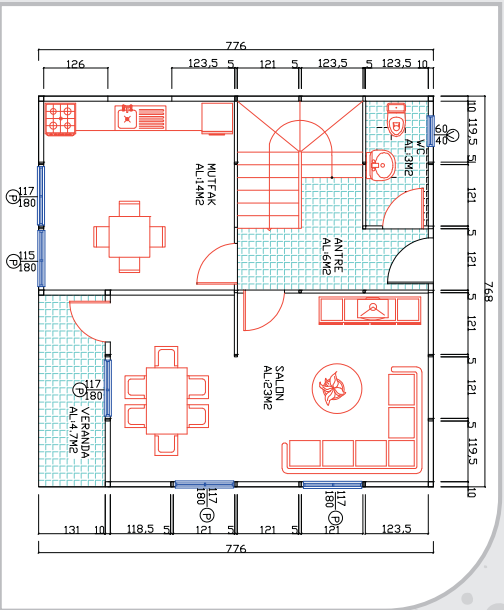 776
126
123,5
5
121
5
123,5
5
123,5
10
10
119,5
5
121
5
121
5
121
5
121
5
119,5
10
768
60
40
P
WC
AL:3M2
MUTFAK
AL:14M2
ANTRE
AL:6M2
P
117
180
P
115
180
SALON
AL:23M2
P
117
180
VERANDA
AL:4.7M2
117
180
P
117
180
P
131
10
118,5
5
121
5
121
5
121
123,5
776